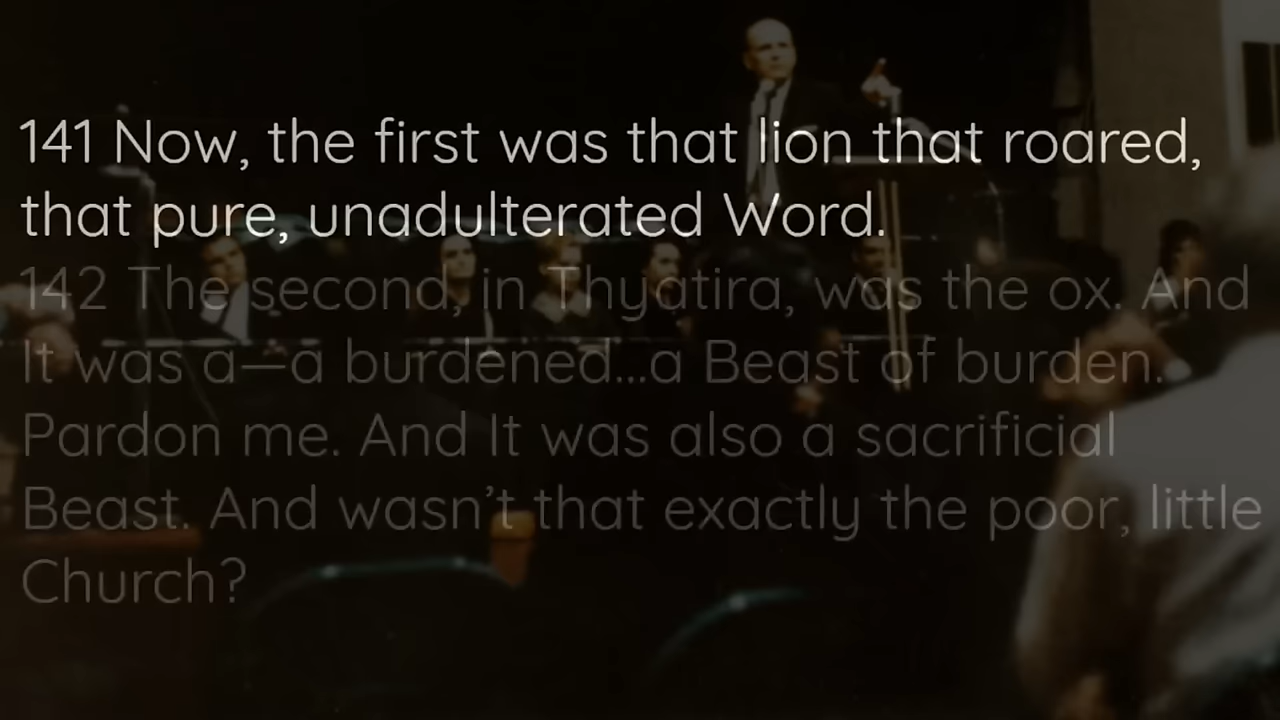 141 Now, the first was that lion that roared,
that pure, unadulterated Word.
142 The second, in Thyatira, was the ox. And
It was a—a burdened...a Beast of burden.
Pardon me. And It was also a sacrificial
Beast. And wasn’t that exactly the poor, little
Church?